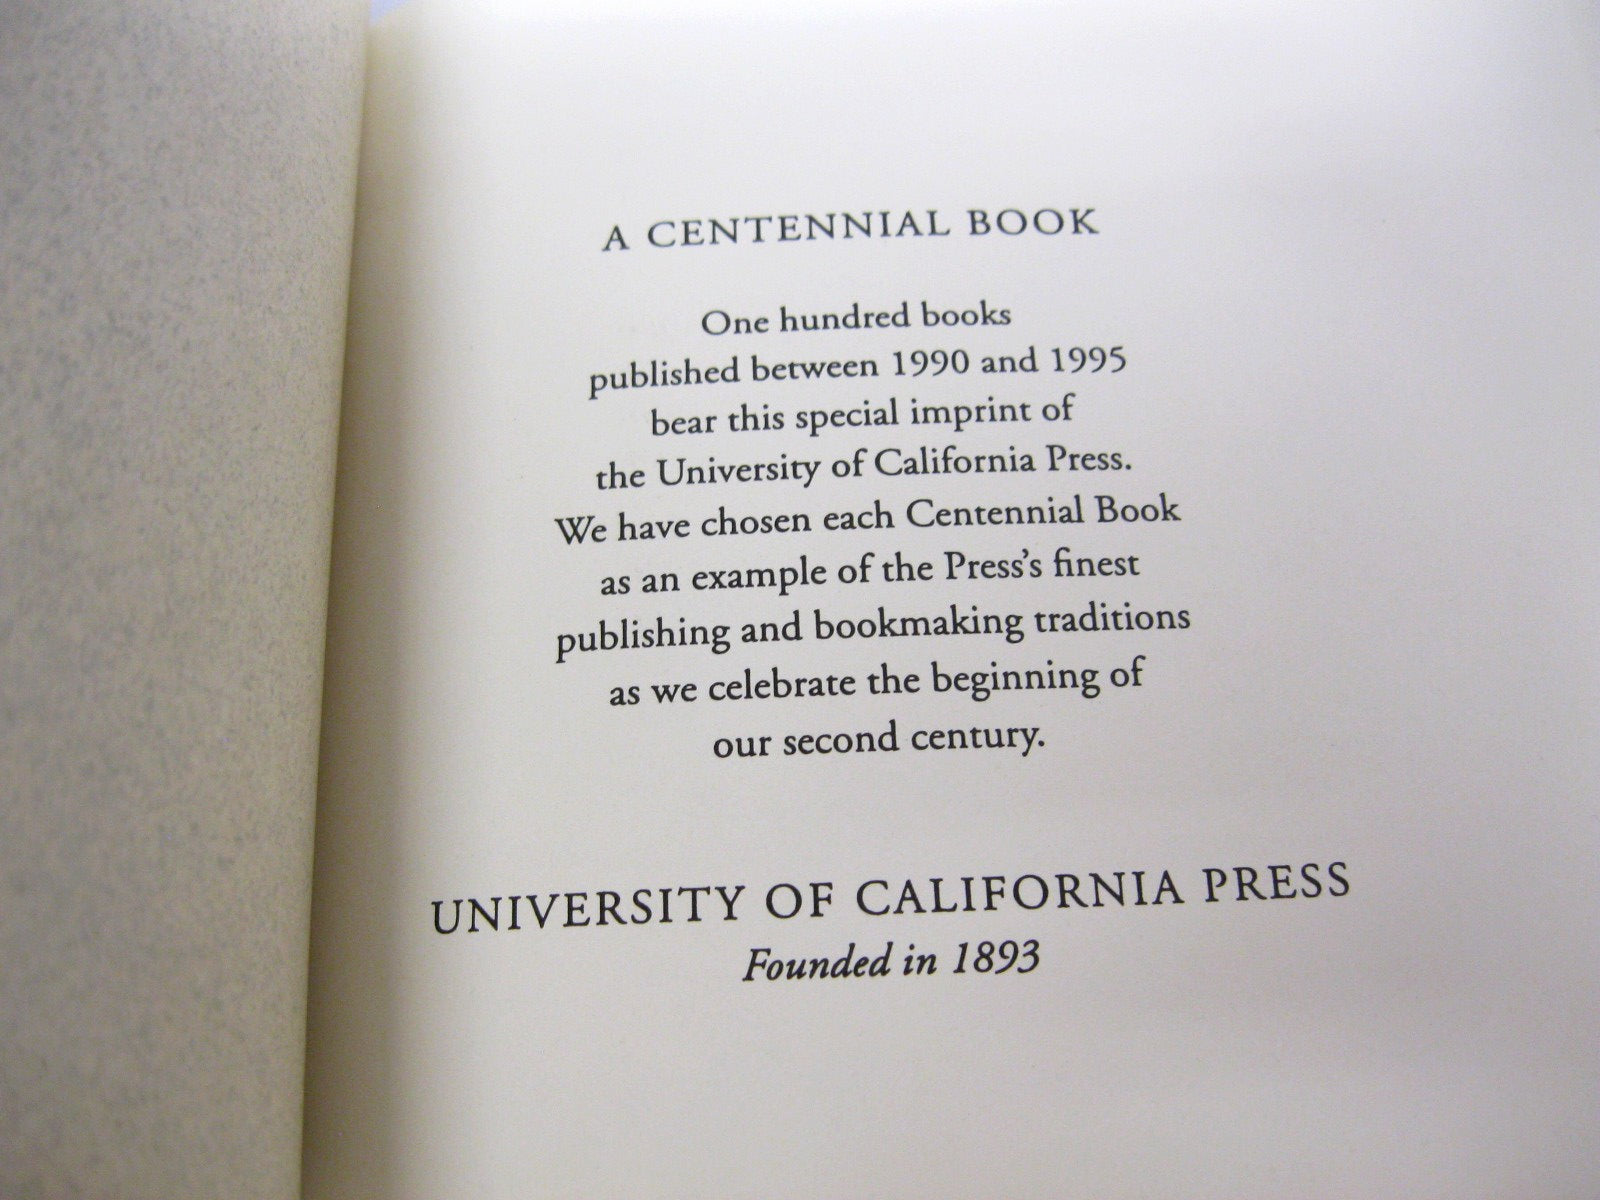 A CENTENNIAL BOOK
One hundred books
published between 1990 and 1995
bear this special imprint of
the University of California Press.
We have chosen each Centennial Book
as an example of the Press’s finest
publishing and bookmaking traditions
as we celebrate the beginning of
our second century.
UNIVERSITY OF CALIFORNIA PRESS
Founded in 1893